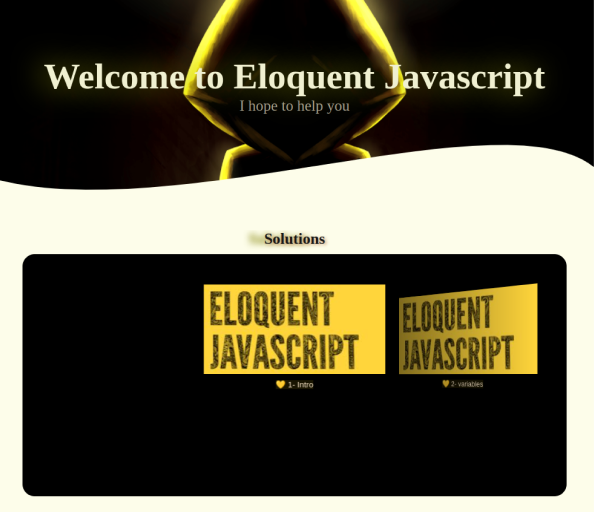 Welcome to Eloquent Javascript
I hope to help you
Solutions
ELOQUENT
JAVASCRIPT
💛 1- Intro
ELOQUENT
JAVASCRIPT
💛 2- variables